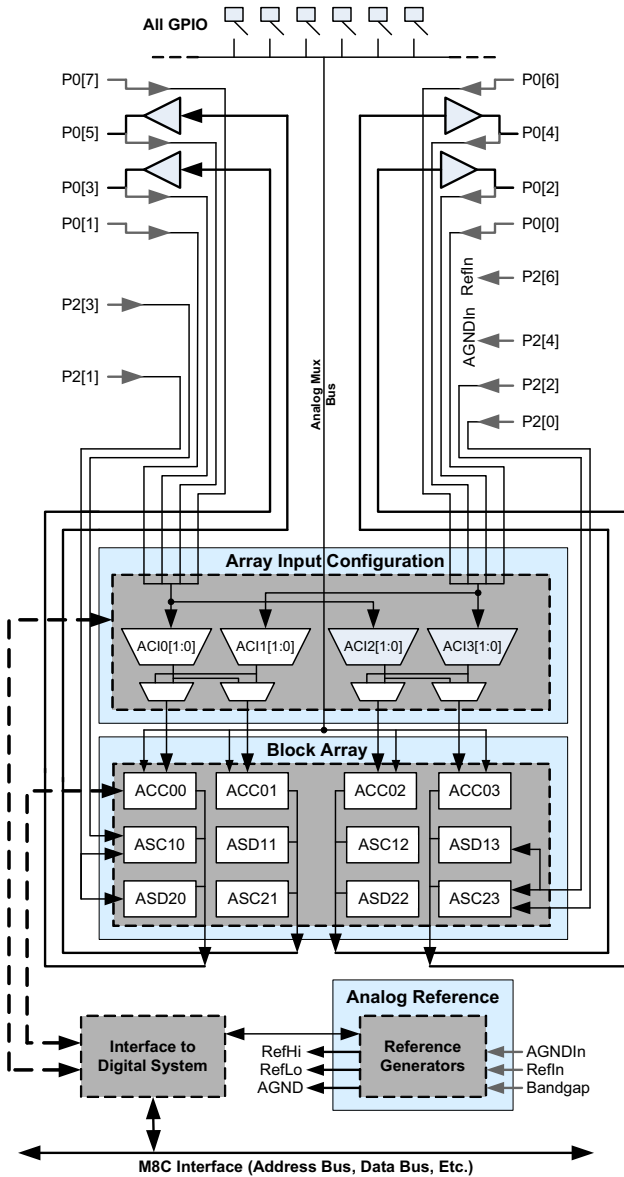 All GPIO
P0[7]
P0[6]
P0[5]
P0[4]
P0[3]
P0[2]
P0[1]
P0[0]
RefIn
P2[6]
P2[3]
AGNDIn
P2[4]
P2[1]
P2[2]
P2[0]
Analog Mux
Bus
Array Input Configuration
ACI0[1:0]
ACI1[1:0]
ACI2[1:0]
ACI3[1:0]
Block Array
ACC00
ACC01
ACC02
ACC03
ASC10
ASD11
ASC12
ASD13
ASD20
ASC21
ASD22
ASC23
Analog Reference
Interface to
Digital System
RefHi
RefLo
AGND
Reference
Generators
AGNDIn
RefIn
Bandgap
M8C Interface (Address Bus, Data Bus, Etc.)